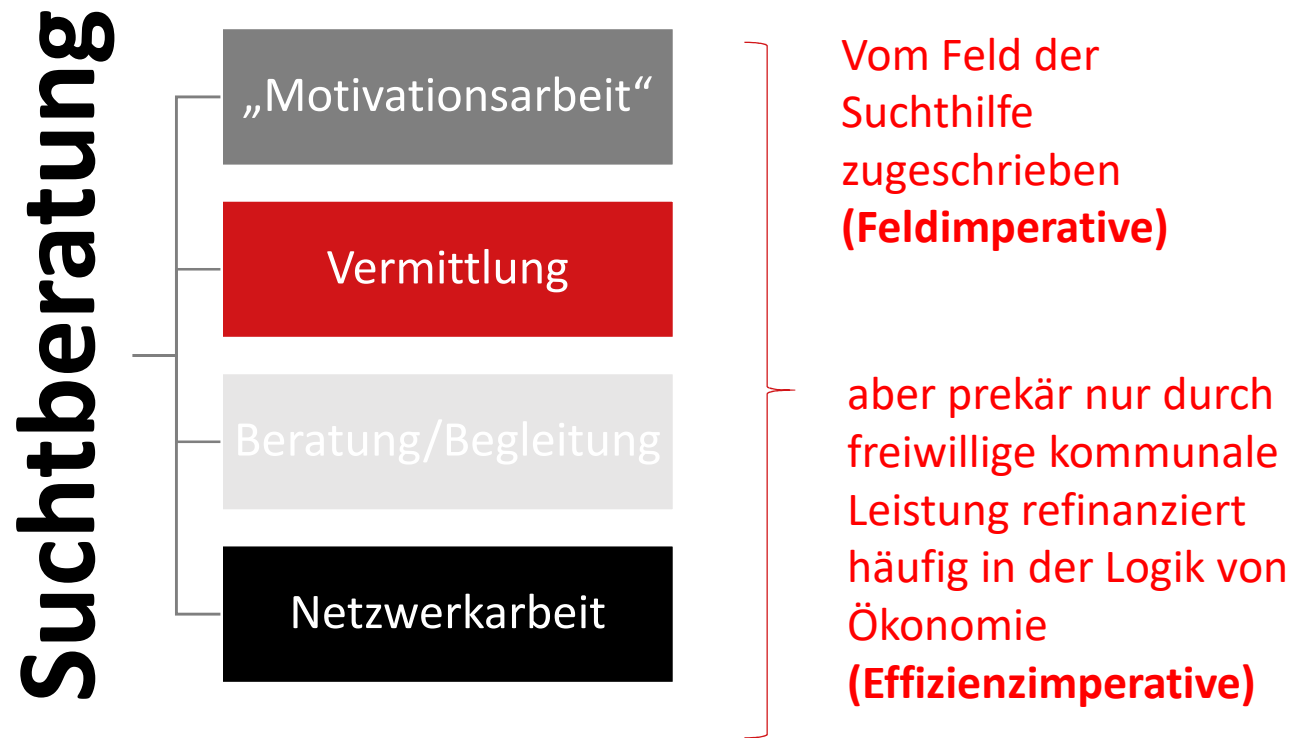 Suchtberatung
„Motivationsarbeit“
Vermittlung
Beratung/Begleitung
Netzwerkarbeit
Vom Feld der
Suchthilfe
zugeschrieben
(Feldimperative)
aber prekär nur durch
freiwillige kommunale
Leistung refinanziert
häufig in der Logik von
Ökonomie
(Effizienzimperative)